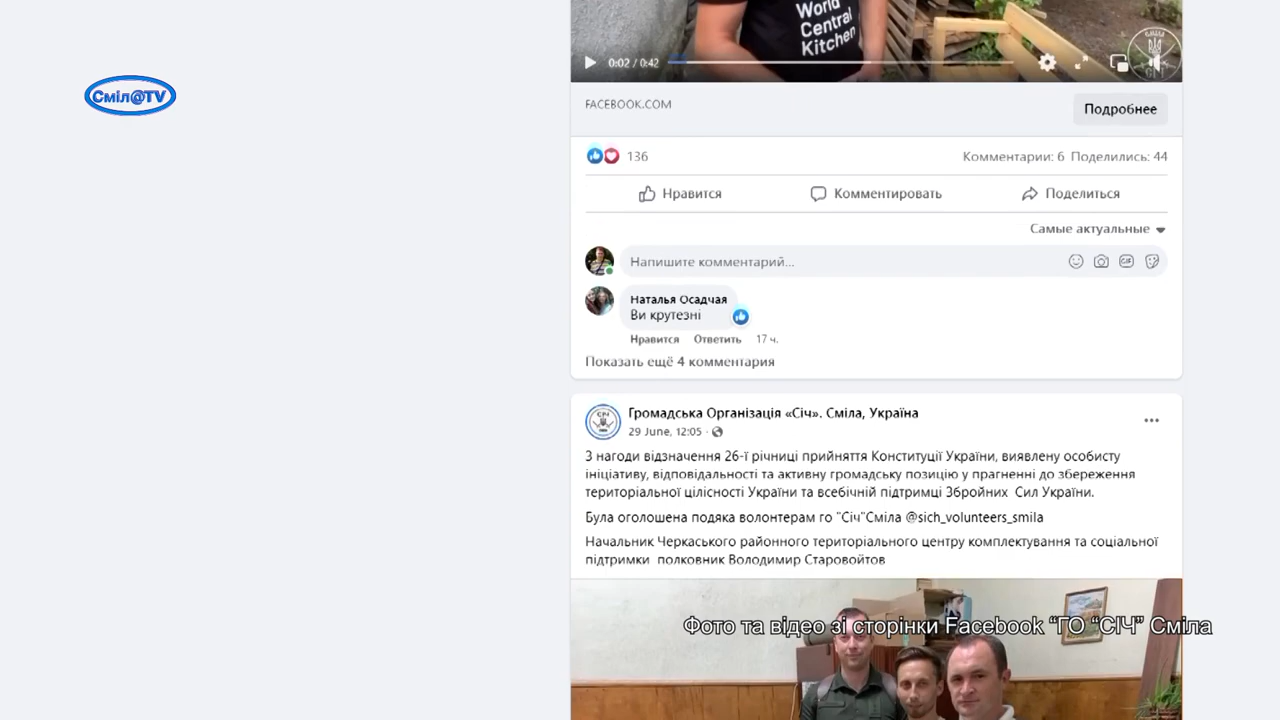 World
Central
Kitchen
0:02 / 0:42
Сміл@TV
FACEBOOK.COM
Подробнее
136
Комментарии: 6 Поделились: 44
Нравится
Комментировать
Поделиться
Самые актуальные
Напишите комментарий...
GIF
Наталья Осадчая
Ви крутезні
Нравится Ответить 17 ч.
Показать ещё 4 комментария
Громадська Організація «Січ». Сміла, Україна
29 June, 12:05
З нагоди відзначення 26-ї річниці прийняття Конституції України, виявлену особисту
ініціативу, відповідальності та активну громадську позицію у прагненні до збереження
територіальної цілісності України та всебічній підтримці Збройних Сил України.
Була оголошена подяка волонтерам го "Січ"Сміла @sich_volunteers_smila
Начальник Черкаського районного територіального центру комплектування та соціальної
підтримки полковник Володимир Старовойтов
Фото та відео зі сторінки Facebook “ГО “СІЧ” Сміла